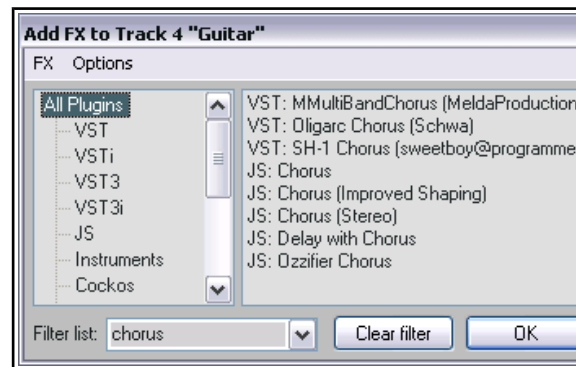 Add FX to Track 4 "Guitar"
FX Options
All Plugins
VST
VSTi
VST3
VST3i
JS
Instruments
Cockos
VST: MMultiBandChorus (MeldaProduction
VST: Oligarc Chorus (Schwa)
VST: SH-1 Chorus (sweetboy@programme
JS: Chorus
JS: Chorus (Improved Shaping)
JS: Chorus (Stereo)
JS: Delay with Chorus
JS: Ozzifier Chorus
Filter list: chorus Clear filter OK